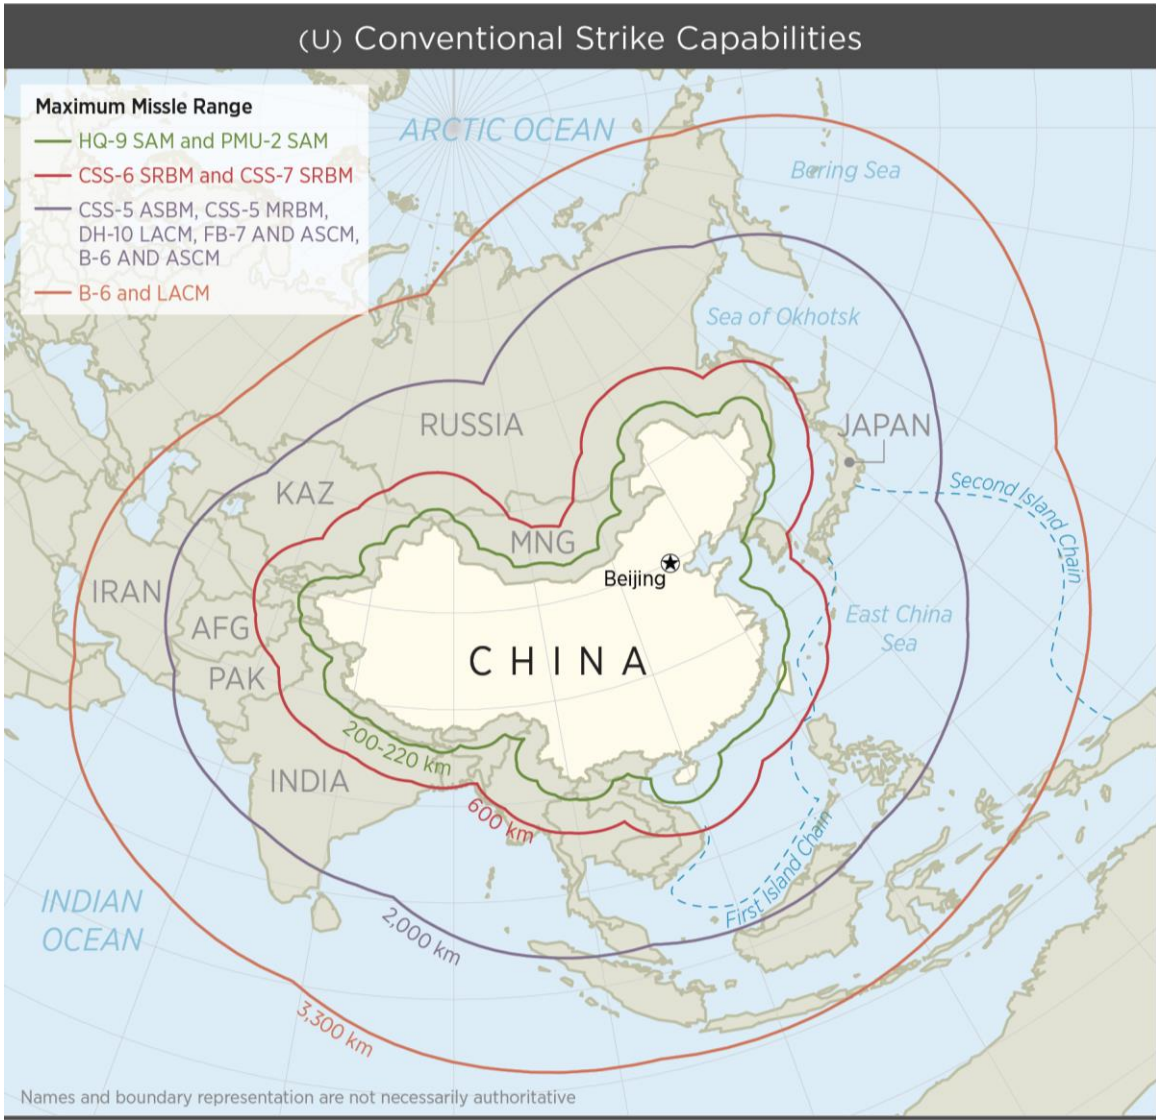 (U) Conventional Strike Capabilities
Maximum Missle Range
HQ-9 SAM and PMU-2 SAM
CSS-6 SRBM and CSS-7 SRBM
CSS-5 ASBM, CSS-5 MRBM,
DH-10 LACM, FB-7 AND ASCM,
B-6 AND ASCM
B-6 and LACM
ARCTIC OCEAN
Bering Sea
Sea of Okhotsk
RUSSIA
JAPAN
KAZ
Second Island Chain
MNG
Beijing
IRAN
AFG
East China
Sea
CHINA
PAK
200-220 km
INDIA
600 km
First Island Chain
INDIAN
OCEAN
2,000 km
3,300 km
Names and boundary representation are not necessarily authoritative